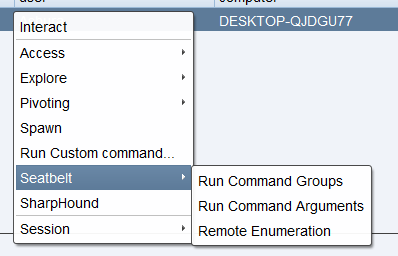 user
computer
DESKTOP-QJDGU77
Interact
Access
Explore
Pivoting
Spawn
Run Custom command...
Seatbelt
SharpHound
Session
Run Command Groups
Run Command Arguments
Remote Enumeration